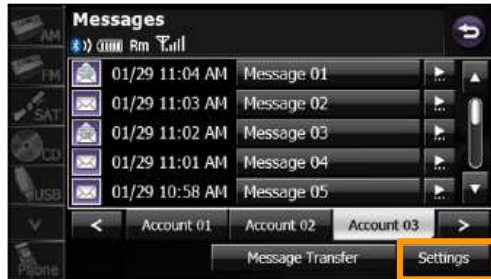 Messages
Rm
AM
FM
SAT
CD
USB
Phone
01/29 11:04 AM Message 01
01/29 11:03 AM Message 02
01/29 11:02 AM Message 03
01/29 11:01 AM Message 04
01/29 10:58 AM Message 05
< Account 01 Account 02 Account 03 >
Message Transfer Settings